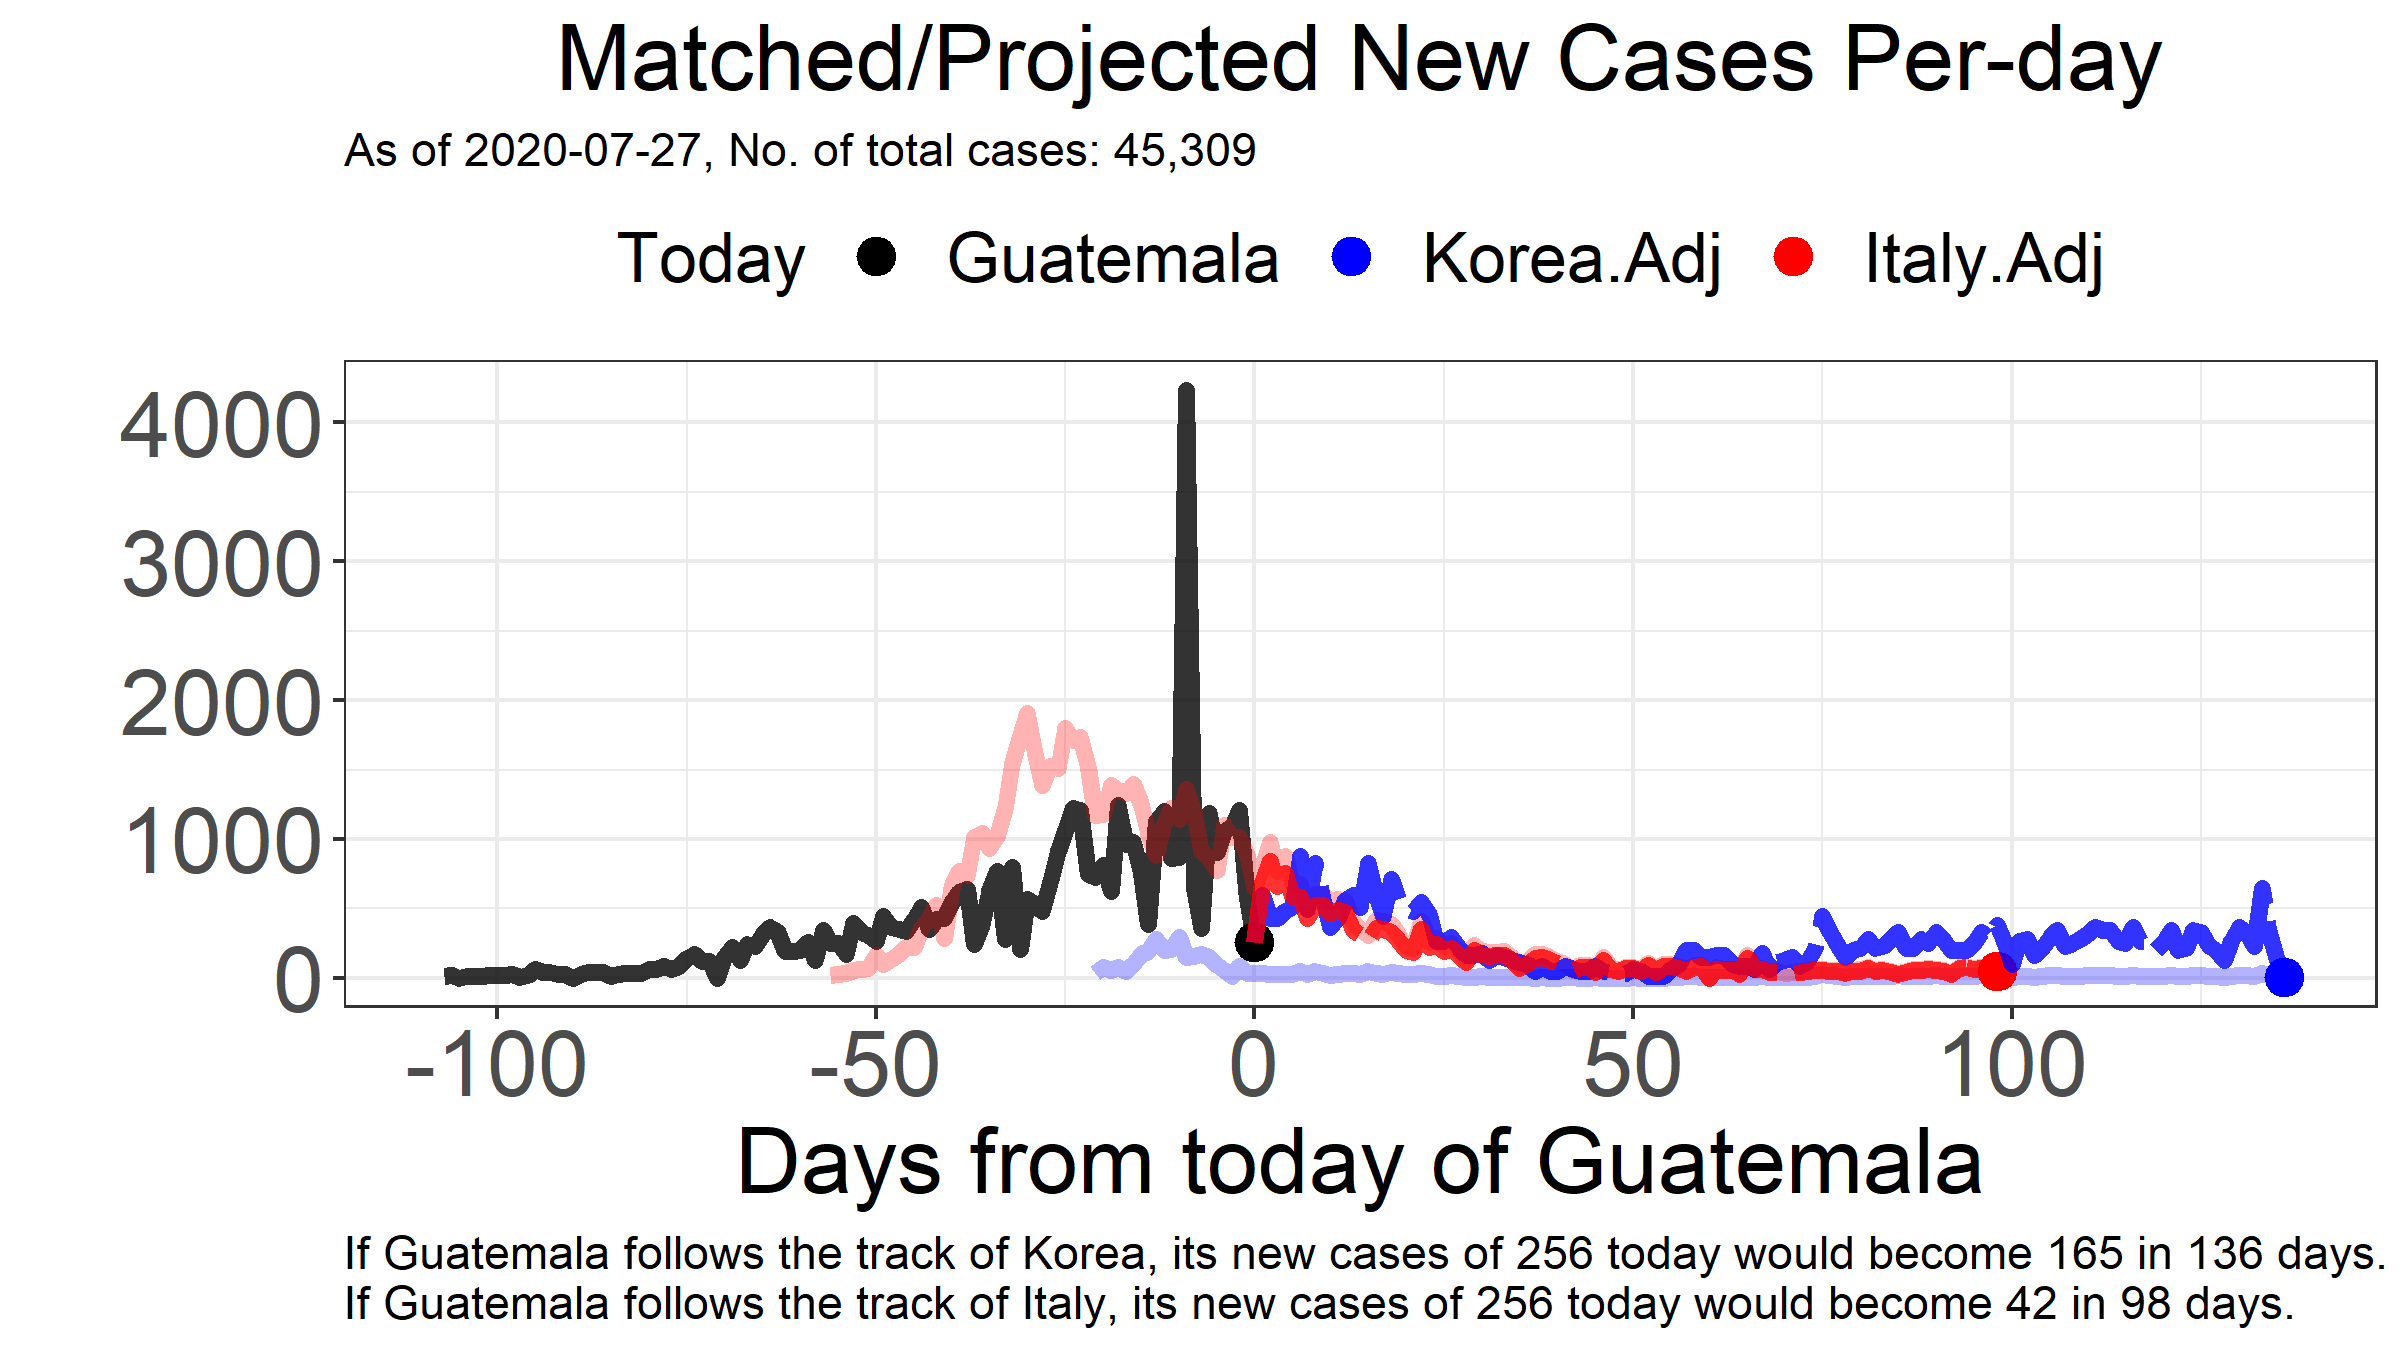 Matched/Projected New Cases Per-day
As of 2020-07-27, No. of total cases: 45,309
Today Guatemala Korea.Adj Italy.Adj
4000
3000
2000
1000
0
-100 -50 0 50 100
Days from today of Guatemala
If Guatemala follows the track of Korea, its new cases of 256 today would become 165 in 136 days.
If Guatemala follows the track of Italy, its new cases of 256 today would become 42 in 98 days.